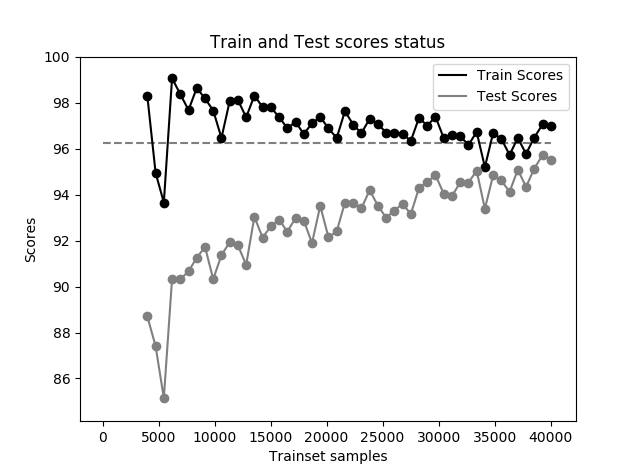 Train and Test scores status
100
98
96
94
92
90
88
86
Scores
Train Scores
Test Scores
0 5000 10000 15000 20000 25000 30000 35000 40000
Trainset samples